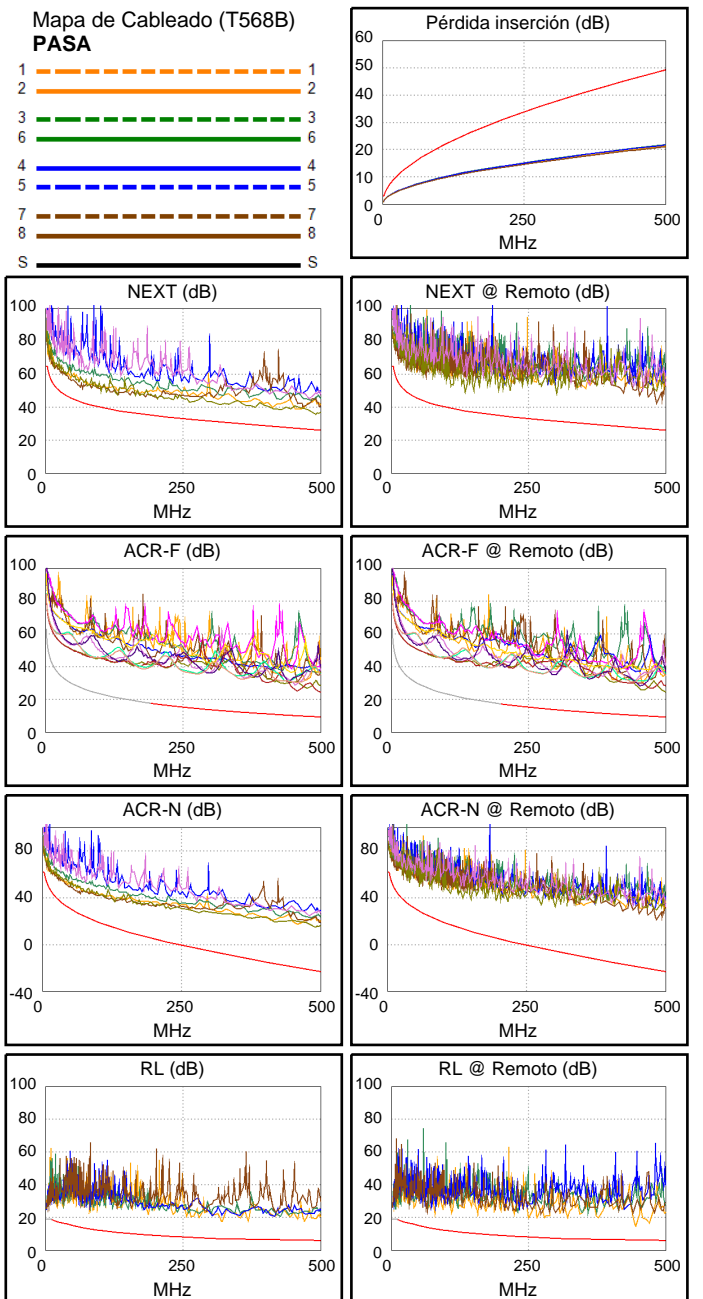 Mapa de Cableado (T568B)
PASA
1 1
2 2
3 3
6 6
4 4
5 5
7 7
8 8
S S
Pérdida inserción (dB)
60
50
40
30
20
10
0
0 250 500
MHz
NEXT (dB)
100
80
60
40
20
0
0 250 500
MHz
NEXT @ Remoto (dB)
100
80
60
40
20
0
0 250 500
MHz
ACR-F (dB)
100
80
60
40
20
0
0 250 500
MHz
ACR-F @ Remoto (dB)
100
80
60
40
20
0
0 250 500
MHz
ACR-N (dB)
80
40
0
-40
0 250 500
MHz
ACR-N @ Remoto (dB)
80
40
0
-40
0 250 500
MHz
RL (dB)
100
80
60
40
20
0
0 250 500
MHz
RL @ Remoto (dB)
100
80
60
40
20
0
0 250 500
MHz